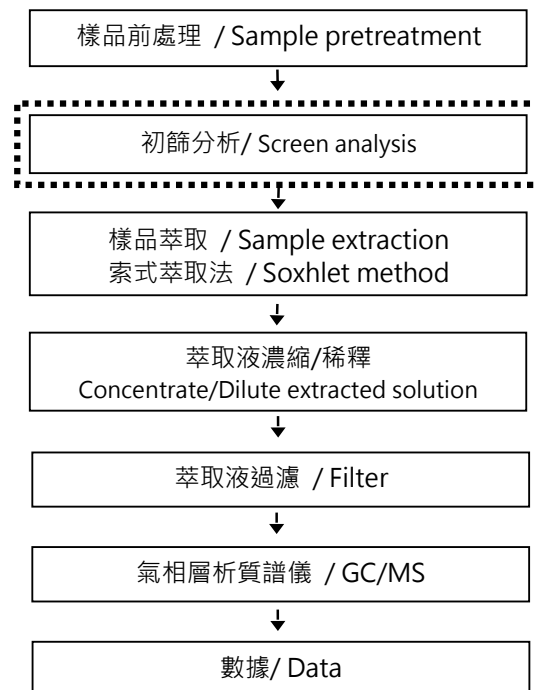 樣品前處理 / Sample pretreatment
初篩分析/ Screen analysis
樣品萃取 / Sample extraction
索式萃取法 / Soxhlet method
萃取液濃縮/稀釋
Concentrate/Dilute extracted solution
萃取液過濾 / Filter
氣相層析質譜儀 / GC/MS
數據/ Data